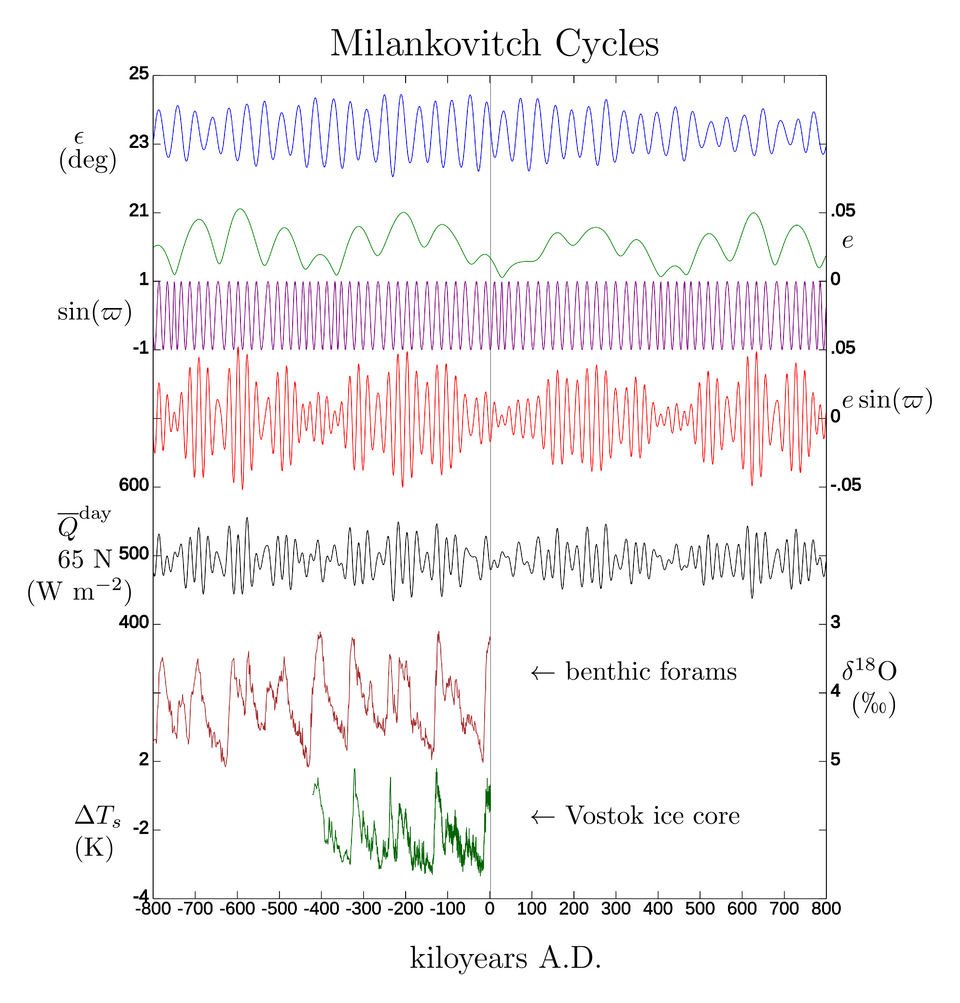 Milankovitch Cycles
25
ϵ
(deg)
23
21
.05
e
1
0
sin(ϖ)
-1
.05
0
e sin(ϖ)
600
-.05
Q̅ day
65 N
(W m−2)
500
400
3
← benthic forams
δ18O
(‰)
4
2
5
ΔTs
(K)
-2
← Vostok ice core
-4
-800 -700 -600 -500 -400 -300 -200 -100 0 100 200 300 400 500 600 700 800
kiloyears A.D.